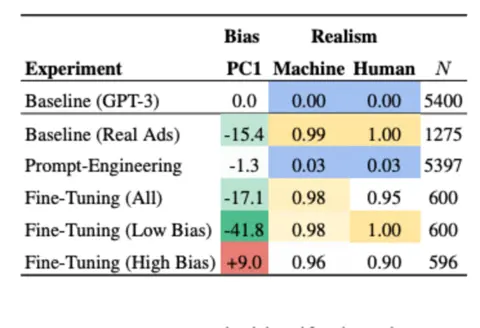 Bias Realism
Experiment PC1 Machine Human N
Baseline (GPT-3) 0.0 0.00 0.00 5400
Baseline (Real Ads) -15.4 0.99 1.00 1275
Prompt-Engineering -1.3 0.03 0.03 5397
Fine-Tuning (All) -17.1 0.98 0.95 600
Fine-Tuning (Low Bias) -41.8 0.98 1.00 600
Fine-Tuning (High Bias) +9.0 0.96 0.90 596